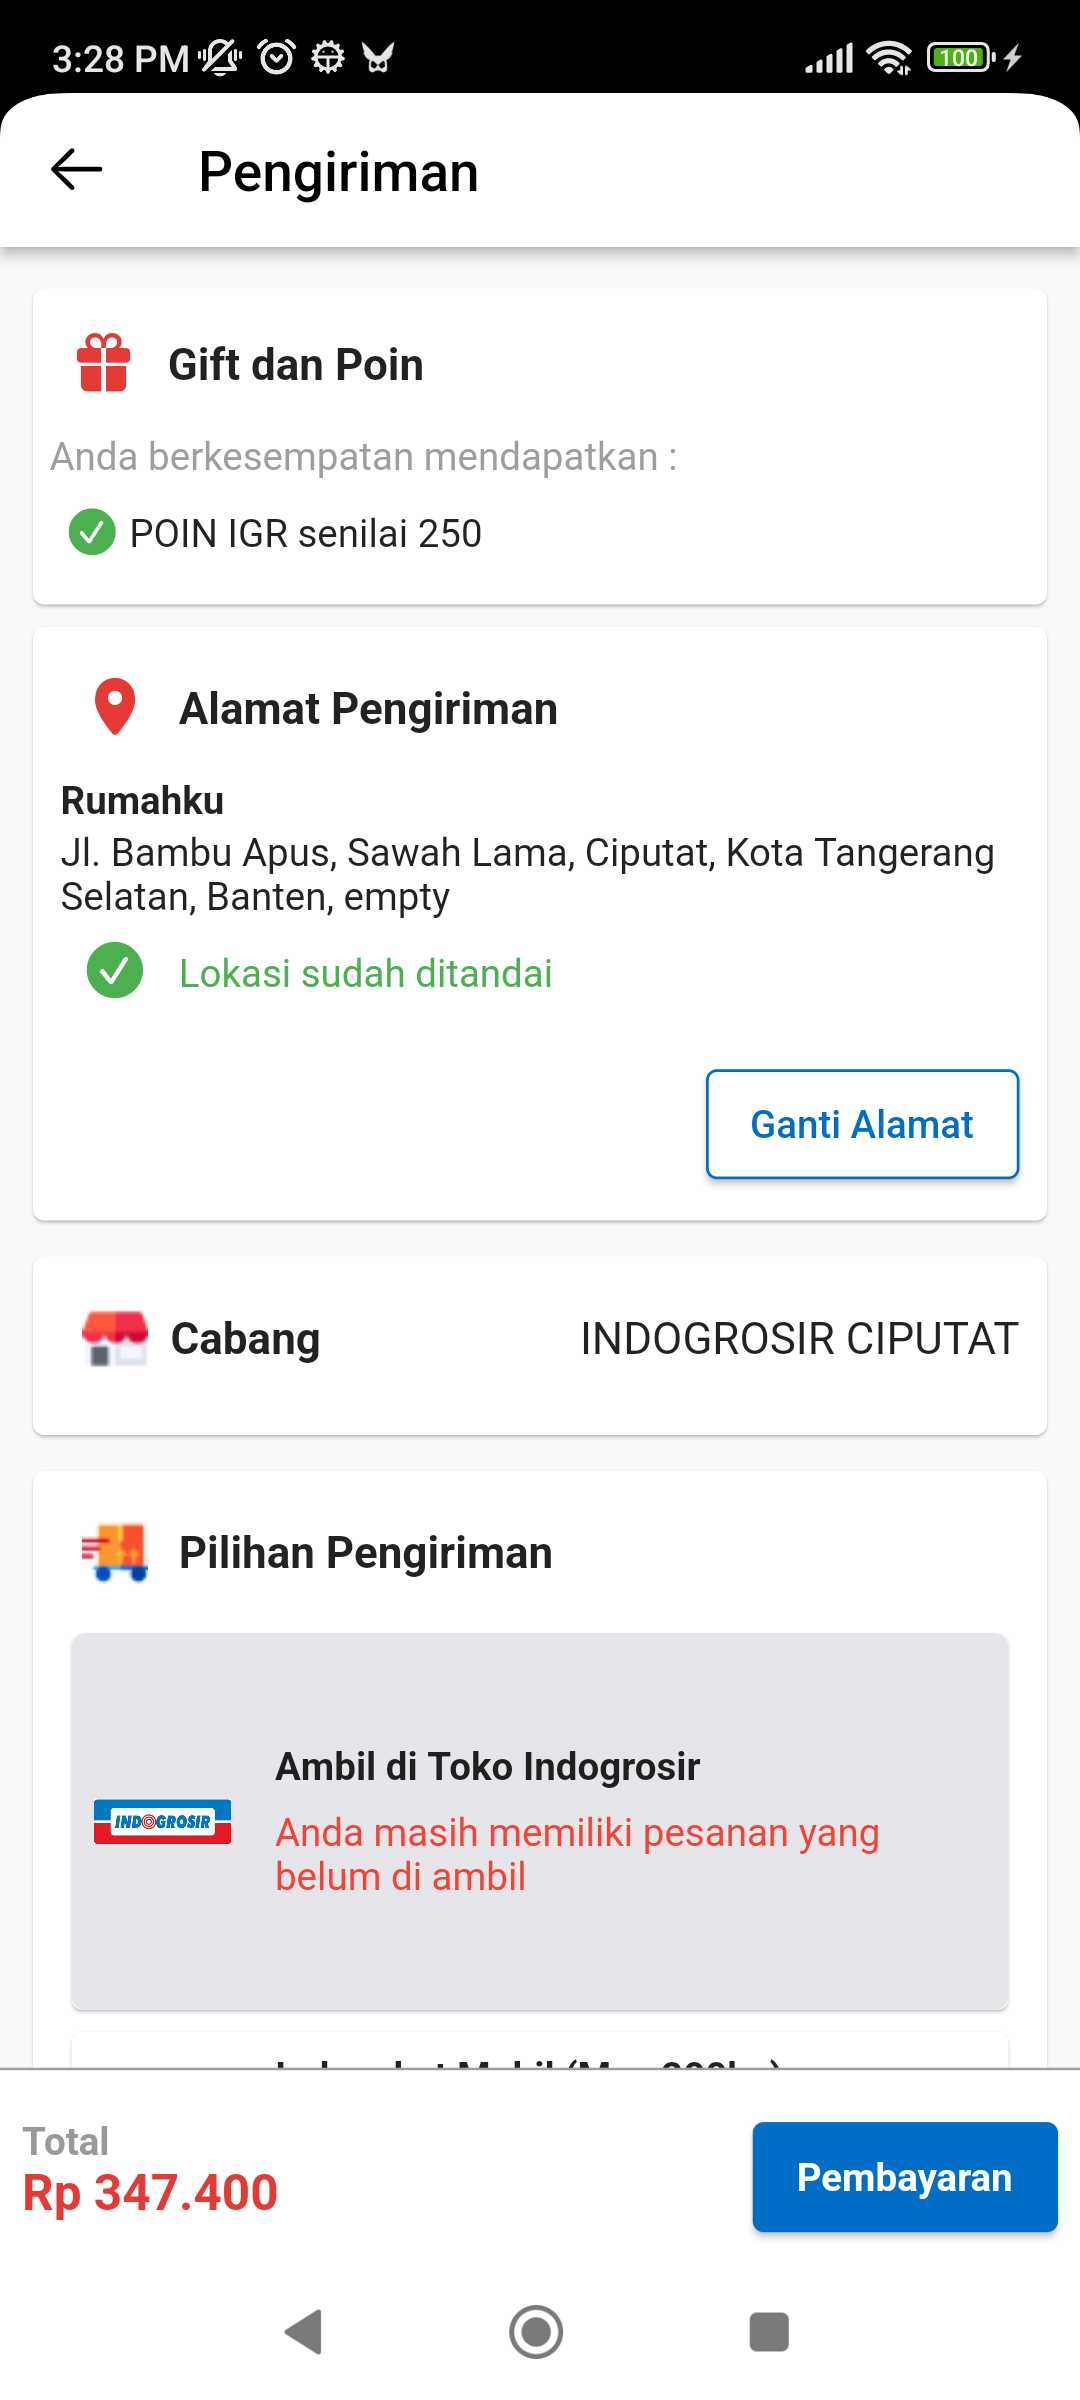 3:28 PM
100
Pengiriman
Gift dan Poin
Anda berkesempatan mendapatkan :
POIN IGR senilai 250
Alamat Pengiriman
Rumahku
Jl. Bambu Apus, Sawah Lama, Ciputat, Kota Tangerang
Selatan, Banten, empty
Lokasi sudah ditandai
Ganti Alamat
Cabang
INDOGROSIR CIPUTAT
Pilihan Pengiriman
Ambil di Toko Indogrosir
INDOGROSIR
Anda masih memiliki pesanan yang
belum di ambil
Total
Rp 347.400
Pembayaran